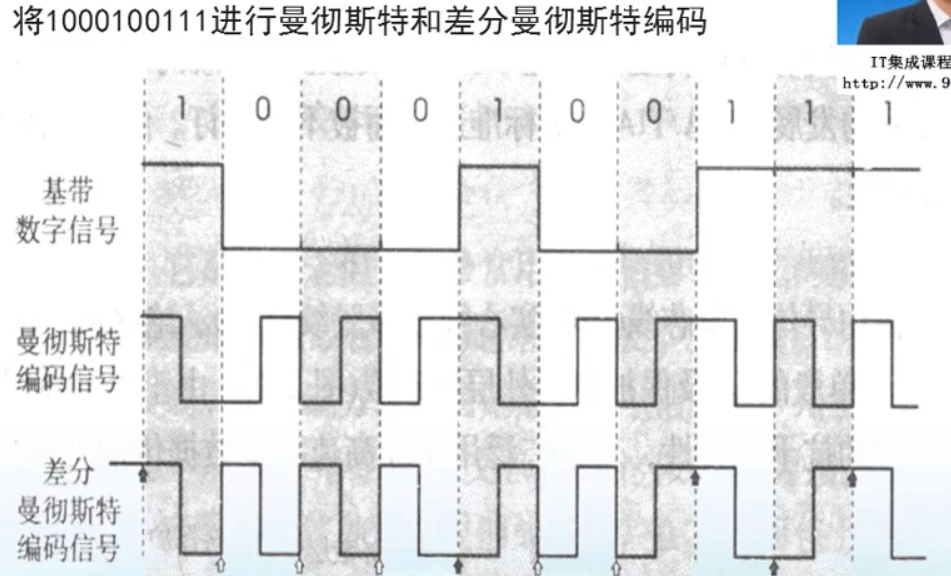 将1000100111进行曼彻斯特和差分曼彻斯特编码
IT集成课程
http://www.9
1 0 0 0 1 0 0 1 1 1
基带
数字信号
曼彻斯特
编码信号
差分
曼彻斯特
编码信号